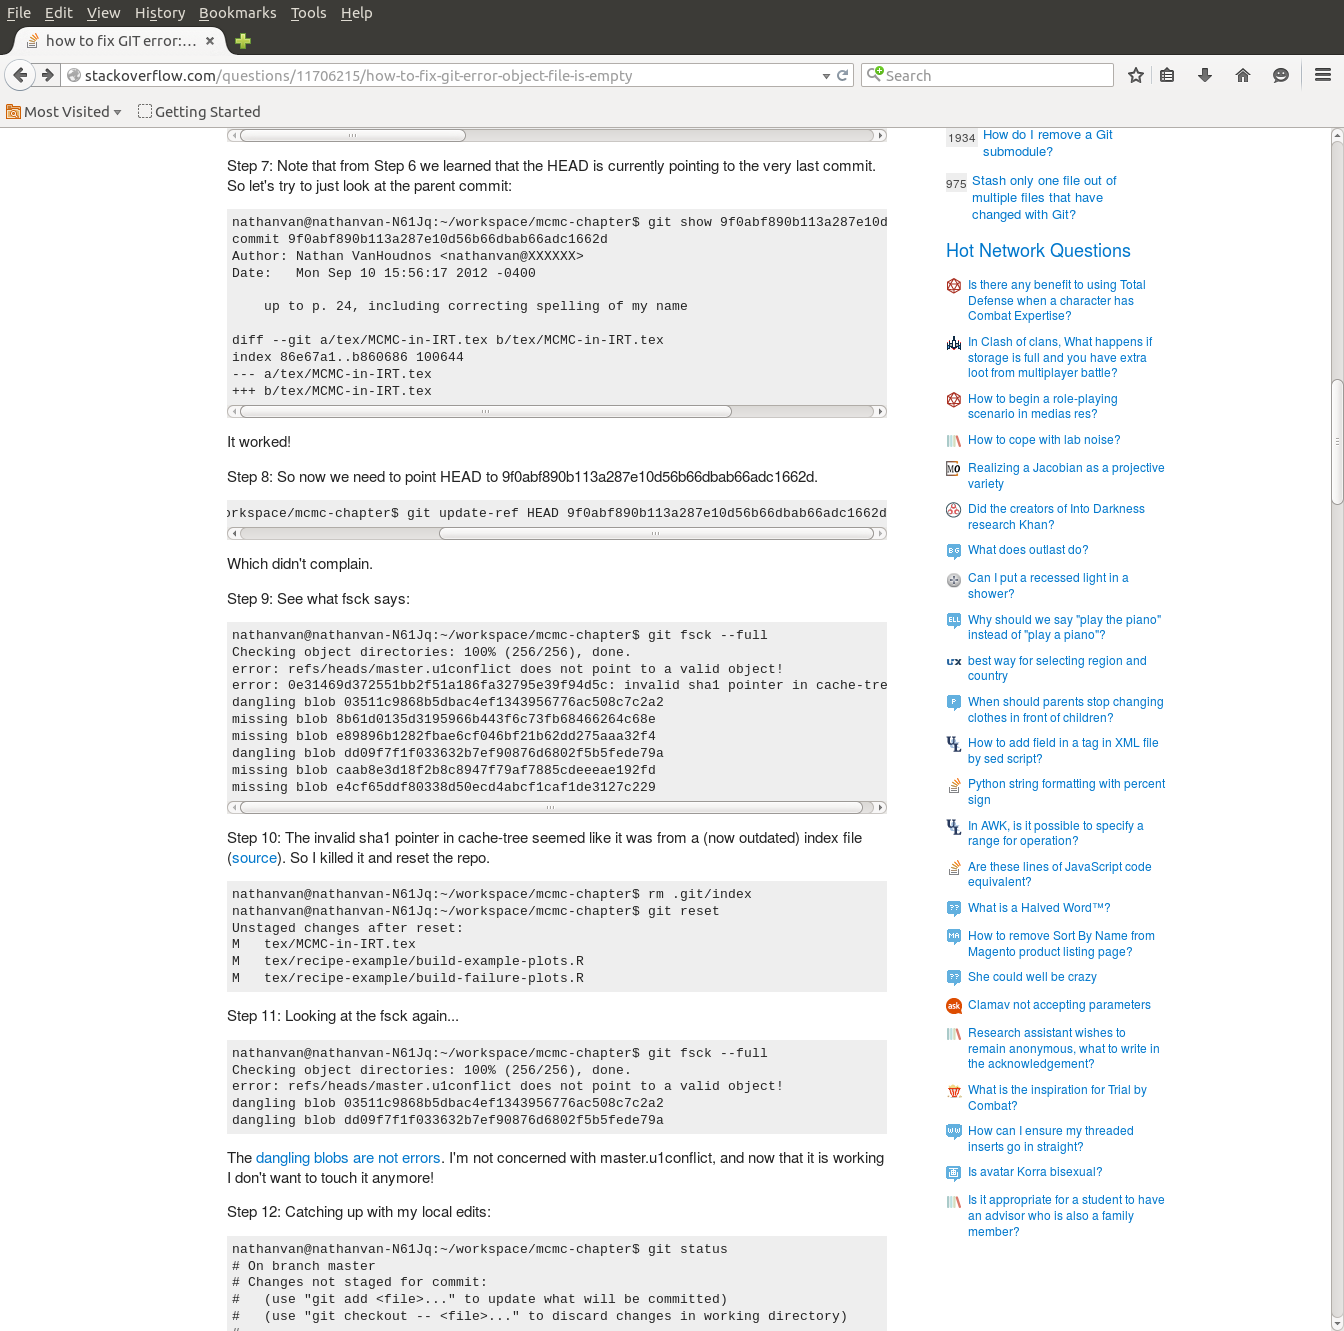 File Edit View History Bookmarks Tools Help
how to fix GIT error:...
stackoverflow.com/questions/11706215/how-to-fix-git-error-object-file-is-empty
Search
Most Visited
Getting Started
Step 7: Note that from Step 6 we learned that the HEAD is currently pointing to the very last commit.
So let's try to just look at the parent commit:
nathanvan@nathanvan-N61Jq:~/workspace/mcmc-chapter$ git show 9f0abf890b113a287e10d
commit 9f0abf890b113a287e10d56b66dbab66adc1662d
Author: Nathan VanHoudnos <nathanvan@XXXXXX>
Date:   Mon Sep 10 15:56:17 2012 -0400
    up to p. 24, including correcting spelling of my name
diff --git a/tex/MCMC-in-IRT.tex b/tex/MCMC-in-IRT.tex
index 86e67a1..b860686 100644
--- a/tex/MCMC-in-IRT.tex
+++ b/tex/MCMC-in-IRT.tex
It worked!
Step 8: So now we need to point HEAD to 9f0abf890b113a287e10d56b66dbab66adc1662d.
orkspace/mcmc-chapter$ git update-ref HEAD 9f0abf890b113a287e10d56b66dbab66adc1662d
Which didn't complain.
Step 9: See what fsck says:
nathanvan@nathanvan-N61Jq:~/workspace/mcmc-chapter$ git fsck --full
Checking object directories: 100% (256/256), done.
error: refs/heads/master.u1conflict does not point to a valid object!
error: 0e31469d372551bb2f51a186fa32795e39f94d5c: invalid sha1 pointer in cache-tre
dangling blob 03511c9868b5dbac4ef1343956776ac508c7c2a2
missing blob 8b61d0135d3195966b443f6c73fb68466264c68e
missing blob e89896b1282fbae6cf046bf21b62dd275aaa32f4
dangling blob dd09f7f1f033632b7ef90876d6802f5b5fede79a
missing blob caab8e3d18f2b8c8947f79af7885cdeeeae192fd
missing blob e4cf65ddf80338d50ecd4abcf1caf1de3127c229
Step 10: The invalid sha1 pointer in cache-tree seemed like it was from a (now outdated) index file
(source). So I killed it and reset the repo.
nathanvan@nathanvan-N61Jq:~/workspace/mcmc-chapter$ rm .git/index
nathanvan@nathanvan-N61Jq:~/workspace/mcmc-chapter$ git reset
Unstaged changes after reset:
M   tex/MCMC-in-IRT.tex
M   tex/recipe-example/build-example-plots.R
M   tex/recipe-example/build-failure-plots.R
Step 11: Looking at the fsck again...
nathanvan@nathanvan-N61Jq:~/workspace/mcmc-chapter$ git fsck --full
Checking object directories: 100% (256/256), done.
error: refs/heads/master.u1conflict does not point to a valid object!
dangling blob 03511c9868b5dbac4ef1343956776ac508c7c2a2
dangling blob dd09f7f1f033632b7ef90876d6802f5b5fede79a
The dangling blobs are not errors. I'm not concerned with master.u1conflict, and now that it is working
I don't want to touch it anymore!
Step 12: Catching up with my local edits:
nathanvan@nathanvan-N61Jq:~/workspace/mcmc-chapter$ git status
# On branch master
# Changes not staged for commit:
#   (use "git add <file>..." to update what will be committed)
#   (use "git checkout -- <file>..." to discard changes in working directory)
#
1934 How do I remove a Git
submodule?
975 Stash only one file out of
multiple files that have
changed with Git?
Hot Network Questions
Is there any benefit to using Total
Defense when a character has
Combat Expertise?
In Clash of clans, What happens if
storage is full and you have extra
loot from multiplayer battle?
How to begin a role-playing
scenario in medias res?
How to cope with lab noise?
MO Realizing a Jacobian as a projective
variety
Did the creators of Into Darkness
research Khan?
BG What does outlast do?
Can I put a recessed light in a
shower?
ELL Why should we say "play the piano"
instead of "play a piano"?
UX best way for selecting region and
country
P When should parents stop changing
clothes in front of children?
UL How to add field in a tag in XML file
by sed script?
Python string formatting with percent
sign
UL In AWK, is it possible to specify a
range for operation?
Are these lines of JavaScript code
equivalent?
?? What is a Halved Word™?
MA How to remove Sort By Name from
Magento product listing page?
?? She could well be crazy
ask Clamav not accepting parameters
Research assistant wishes to
remain anonymous, what to write in
the acknowledgement?
What is the inspiration for Trial by
Combat?
WW How can I ensure my threaded
inserts go in straight?
Is avatar Korra bisexual?
Is it appropriate for a student to have
an advisor who is also a family
member?